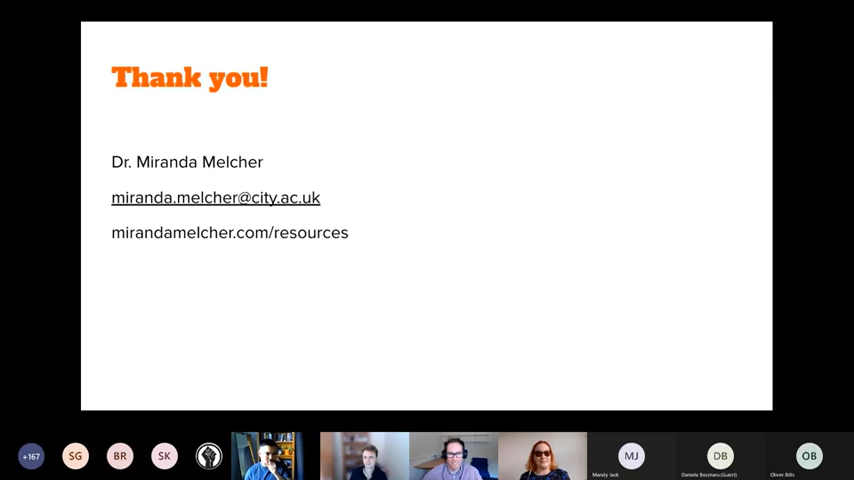 Thank you!
Dr. Miranda Melcher
miranda.melcher@city.ac.uk
mirandamelcher.com/resources
+167
SG
BR
SK
MJ
DB
OB
Mandy Jack
Daniela Bocmaru (Guest)
Oliver Bills